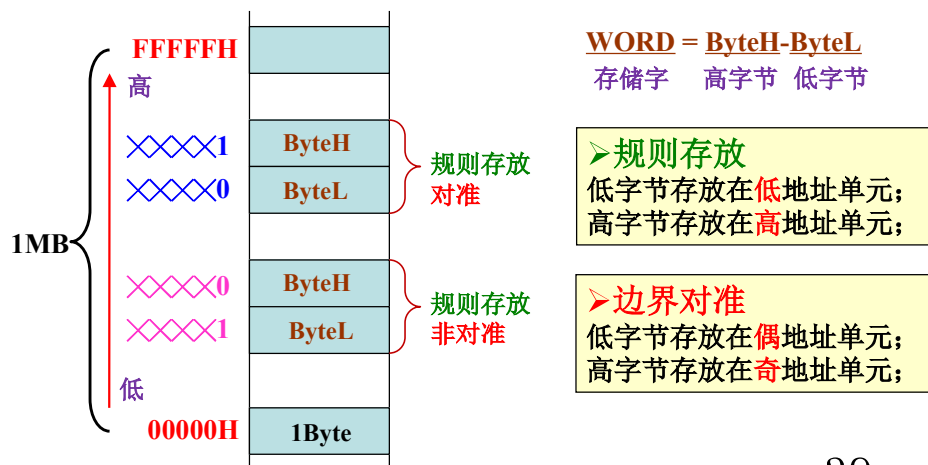 FFFFFH
高
XXXX1 ByteH
XXXX0 ByteL
规则存放
对准
1MB
XXXX0 ByteH
XXXX1 ByteL
规则存放
非对准
低
00000H 1Byte
WORD = ByteH-ByteL
存储字 高字节 低字节
➢规则存放
低字节存放在低地址单元；
高字节存放在高地址单元；
➢边界对准
低字节存放在偶地址单元；
高字节存放在奇地址单元；